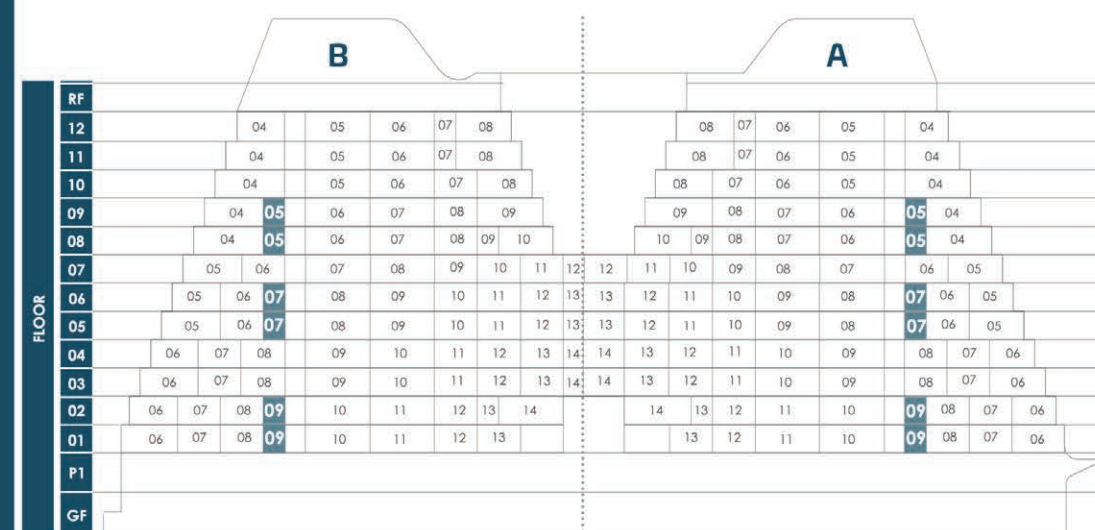 B A
RF
12 04 05 06 07 08 08 07 06 05 04
11 04 05 06 07 08 08 07 06 05 04
10 04 05 06 07 08 08 07 06 05 04
09 04 05 06 07 08 09 09 08 07 06 05 04
08 04 05 06 07 08 09 10 10 09 08 07 06 05 04
07 05 06 07 08 09 10 11 12 12 11 10 09 08 07 06 05
06 05 06 07 08 09 10 11 12 13 13 12 11 10 09 08 07 06 05
05 05 06 07 08 09 10 11 12 13 13 12 11 10 09 08 07 06 05
04 06 07 08 09 10 11 12 13 14 14 13 12 11 10 09 08 07 06
03 06 07 08 09 10 11 12 13 14 14 13 12 11 10 09 08 07 06
02 06 07 08 09 10 11 12 13 14 14 13 12 11 10 09 08 07 06
01 06 07 08 09 10 11 12 13 13 12 11 10 09 08 07 06
P1
GF
FLOOR